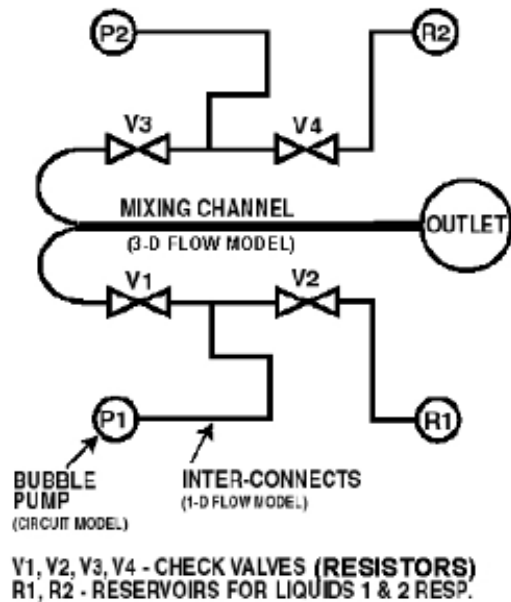 P2
R2
V3
V4
MIXING CHANNEL
(3-D FLOW MODEL)
OUTLET
V1
V2
P1
R1
BUBBLE
PUMP
(CIRCUIT MODEL)
INTER-CONNECTS
(1-D FLOW MODEL)
V1, V2, V3, V4 - CHECK VALVES (RESISTORS)
R1, R2 - RESERVOIRS FOR LIQUIDS 1 & 2 RESP.